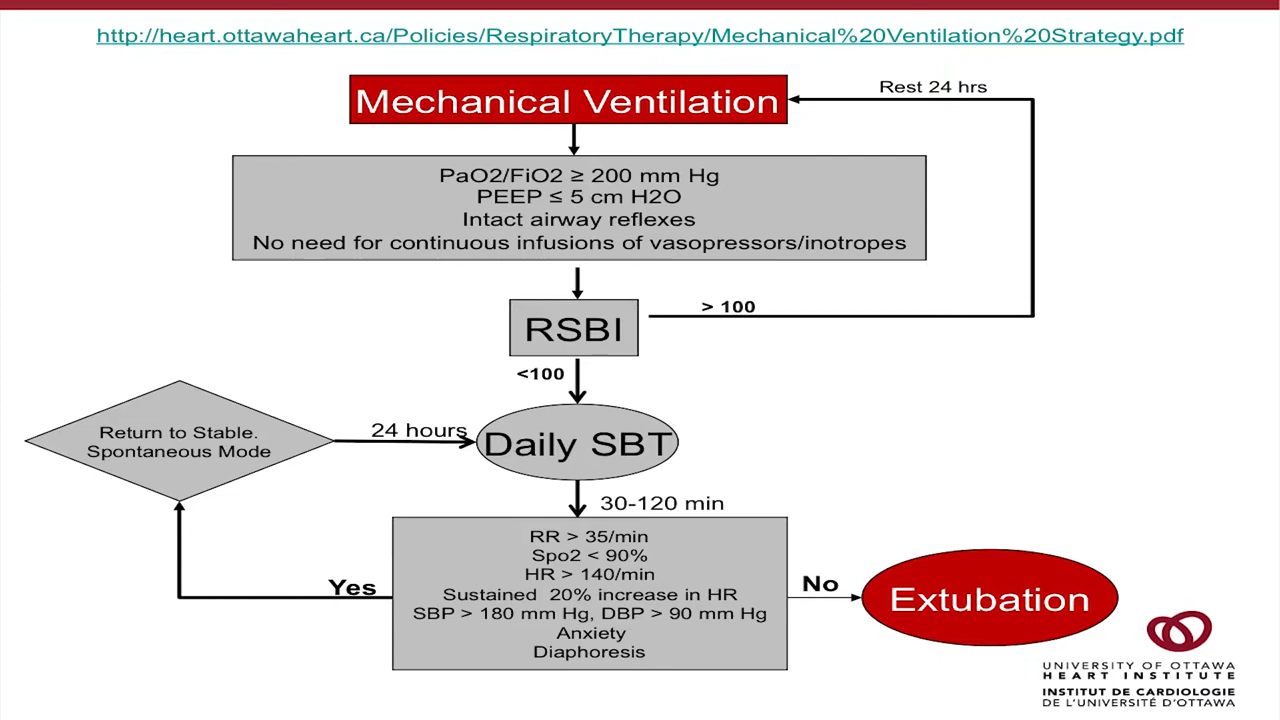 http://heart.ottawaheart.ca/Policies/RespiratoryTherapy/Mechanical%20Ventilation%20Strategy.pdf
Rest 24 hrs
Mechanical Ventilation
PaO2/FiO2 ≥ 200 mm Hg
PEEP ≤ 5 cm H2O
Intact airway reflexes
No need for continuous infusions of vasopressors/inotropes
> 100
RSBI
<100
Return to Stable.
Spontaneous Mode
24 hours
Daily SBT
30-120 min
RR > 35/min
Spo2 < 90%
HR > 140/min
Sustained 20% increase in HR
SBP > 180 mm Hg, DBP > 90 mm Hg
Anxiety
Diaphoresis
Yes
No
Extubation
UNIVERSITY OF OTTAWA
HEART INSTITUTE
INSTITUT DE CARDIOLOGIE
DE L'UNIVERSITÉ D'OTTAWA